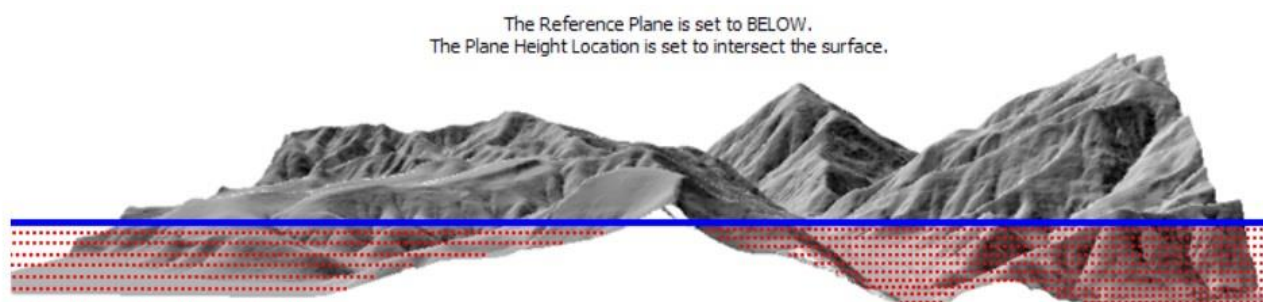 The Reference Plane is set to BELOW.
The Plane Height Location is set to intersect the surface.